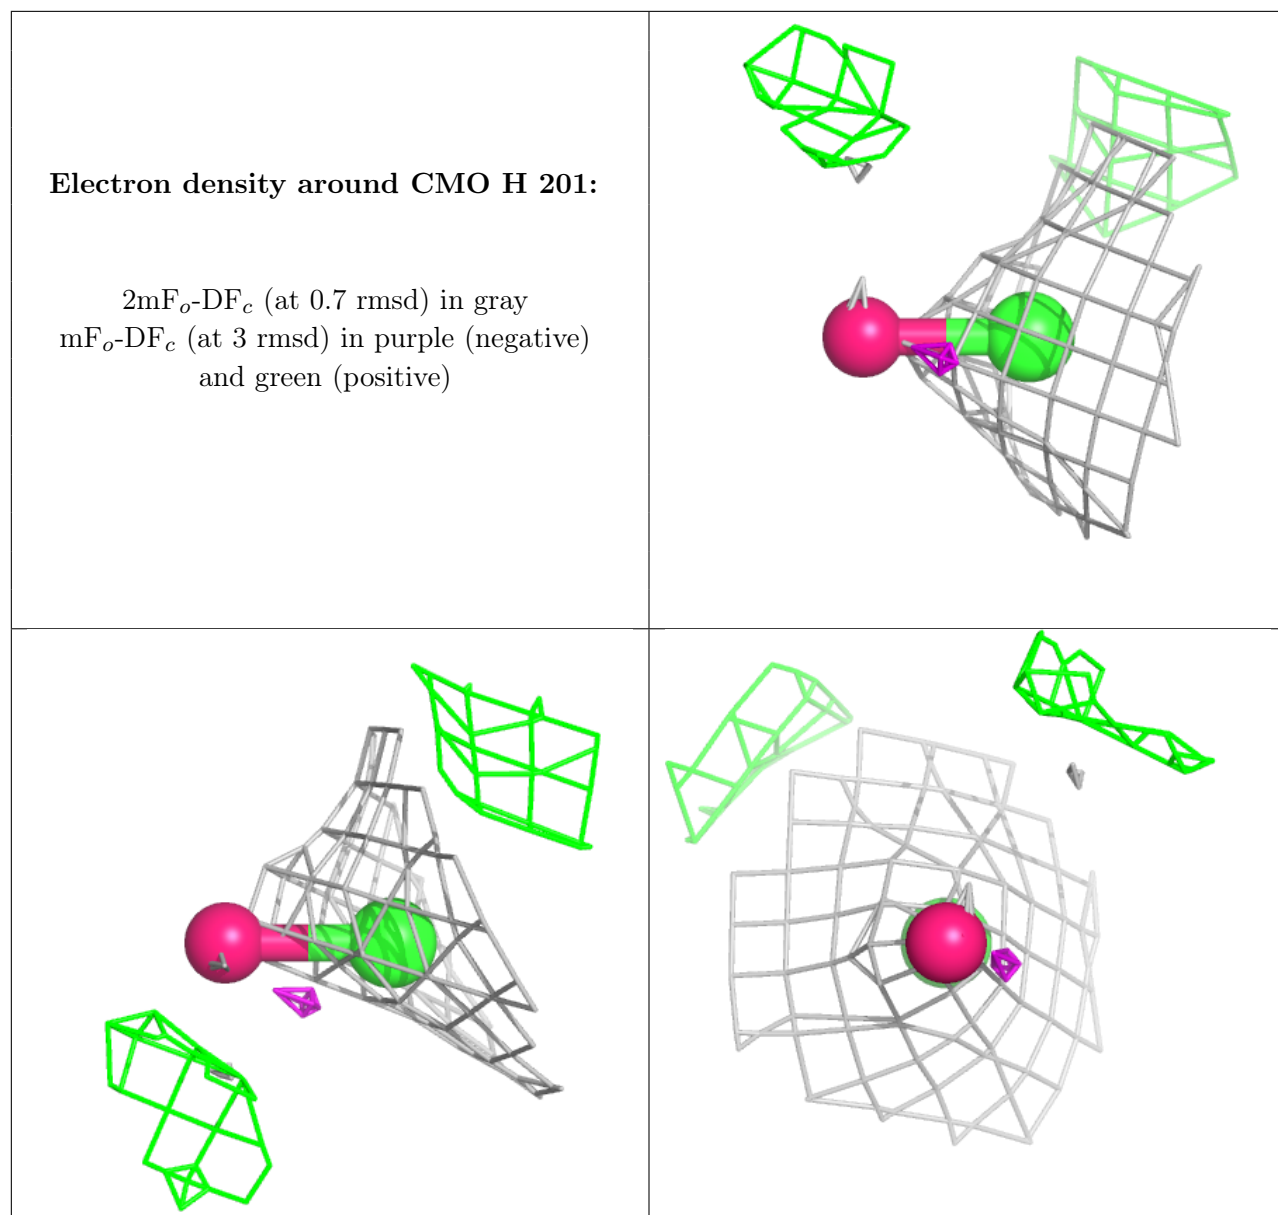 Electron density around CMO H 201:
2mFo-DFc (at 0.7 rmsd) in gray
mFo-DFc (at 3 rmsd) in purple (negative)
and green (positive)